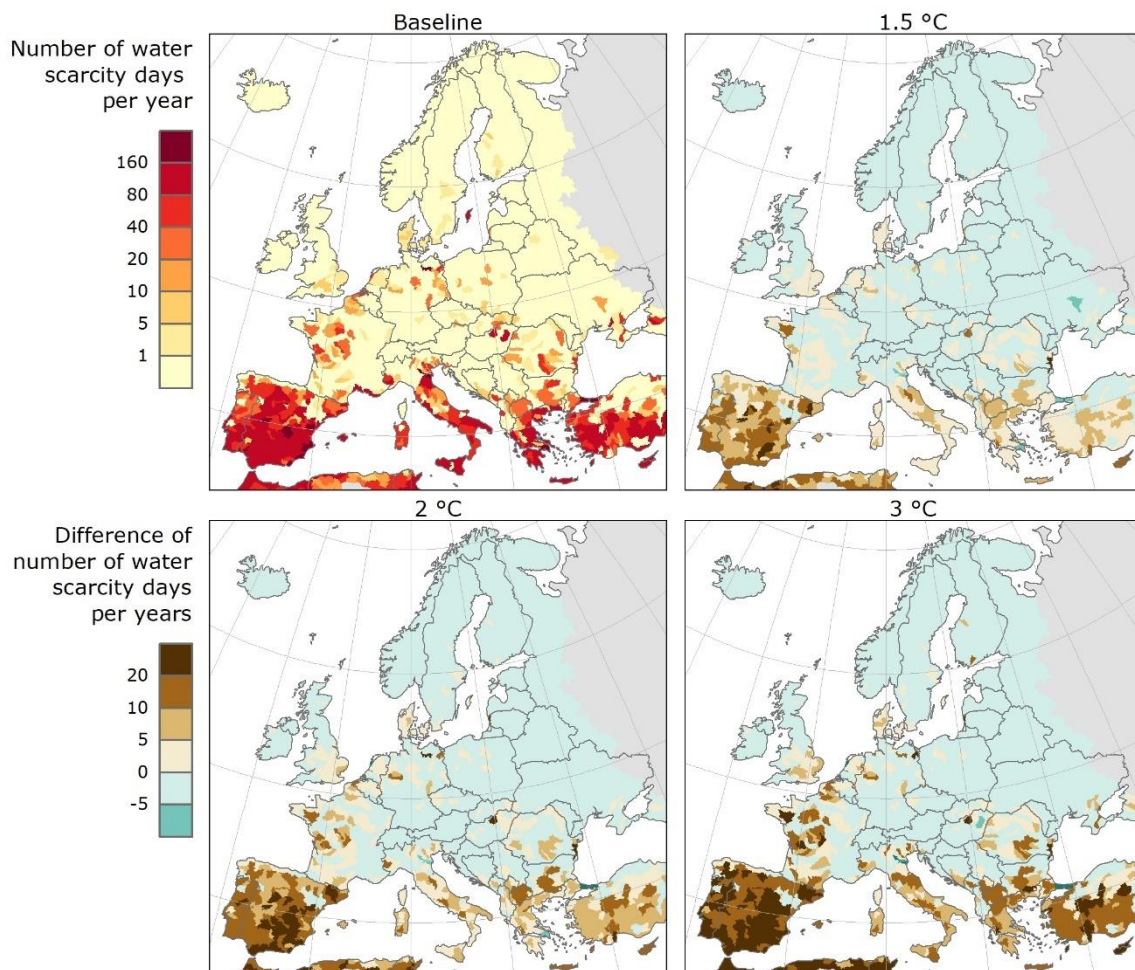 Baseline
1.5 °C
Number of water
scarcity days
per year
160
80
40
20
10
5
1
2 °C
3 °C
Difference of
number of water
scarcity days
per years
20
10
5
0
-5